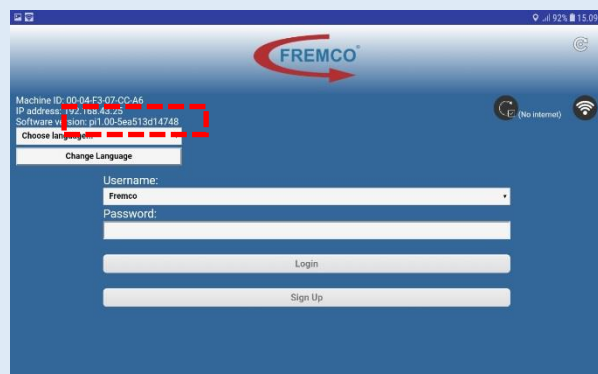 92% 15.09
FREMCO
Machine ID: 00-04-F3-07-CC-A6
IP address: 192.168.43.25
Software version: pi1.00-5ea513d14748
(No internet)
Choose language...
Change Language
Username:
Fremco
Password:
Login
Sign Up